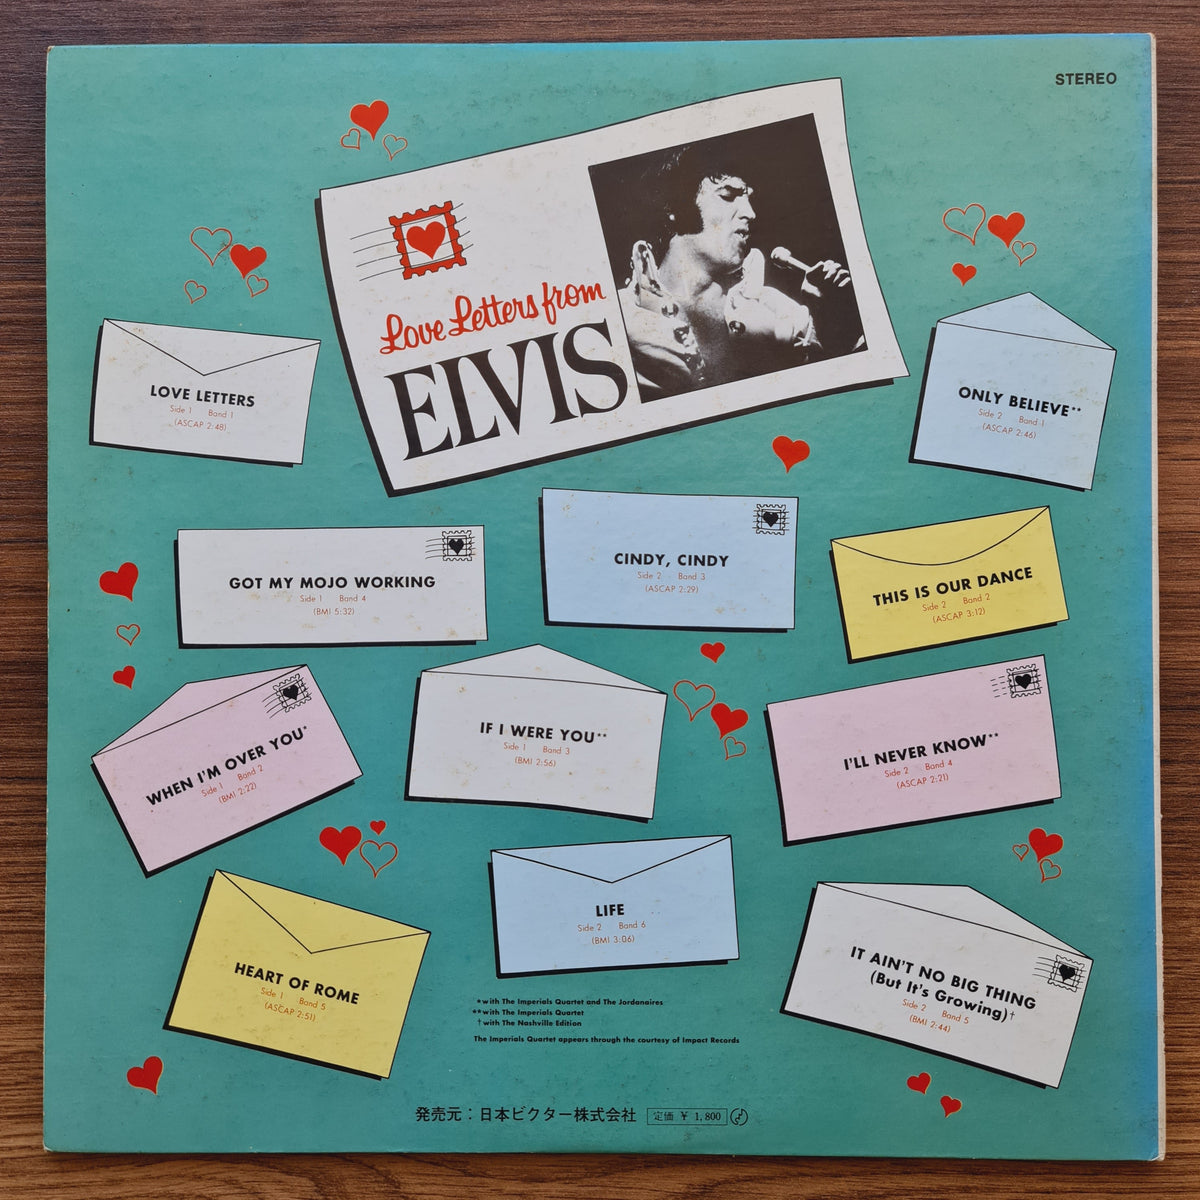 STEREO
Love Letters from
ELVIS
LOVE LETTERS
Side 1 Band 1
(ASCAP 2:48)
ONLY BELIEVE**
Side 2 Band 1
(ASCAP 2:46)
GOT MY MOJO WORKING
Side 1 Band 4
(BMI 5:32)
CINDY, CINDY
Side 2 Band 3
(ASCAP 2:29)
THIS IS OUR DANCE
Side 2 Band 2
(ASCAP 3:12)
WHEN I'M OVER YOU*
Side 1 Band 2
(BMI 2:22)
IF I WERE YOU**
Side 1 Band 3
(BMI 2:56)
I'LL NEVER KNOW**
Side 2 Band 4
(ASCAP 2:21)
HEART OF ROME
Side 1 Band 5
(ASCAP 2:51)
LIFE
Side 2 Band 6
(BMI 3:06)
IT AIN'T NO BIG THING
(But It's Growing)†
Side 2 Band 5
(BMI 2:44)
*with The Imperials Quartet and The Jordanaires
**with The Imperials Quartet
†with The Nashville Edition
The Imperials Quartet appears through the courtesy of Impact Records
発売元：日本ビクター株式会社 定価 ¥ 1,800